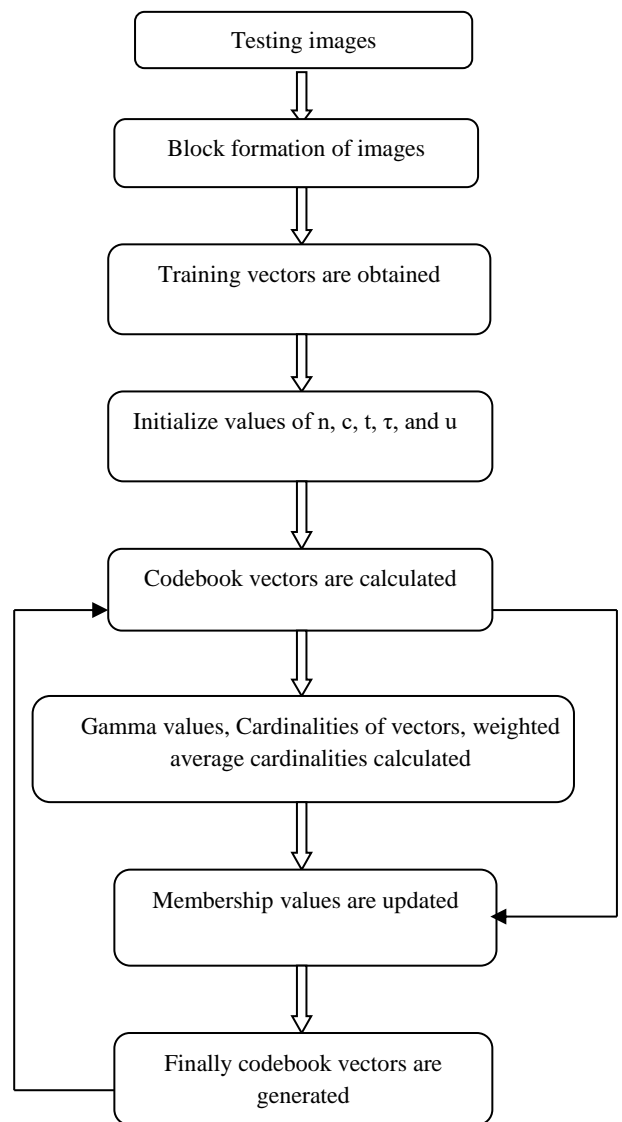 Testing images
Block formation of images
Training vectors are obtained
Initialize values of n, c, t, τ, and u
Codebook vectors are calculated
Gamma values, Cardinalities of vectors, weighted
average cardinalities calculated
Membership values are updated
Finally codebook vectors are
generated